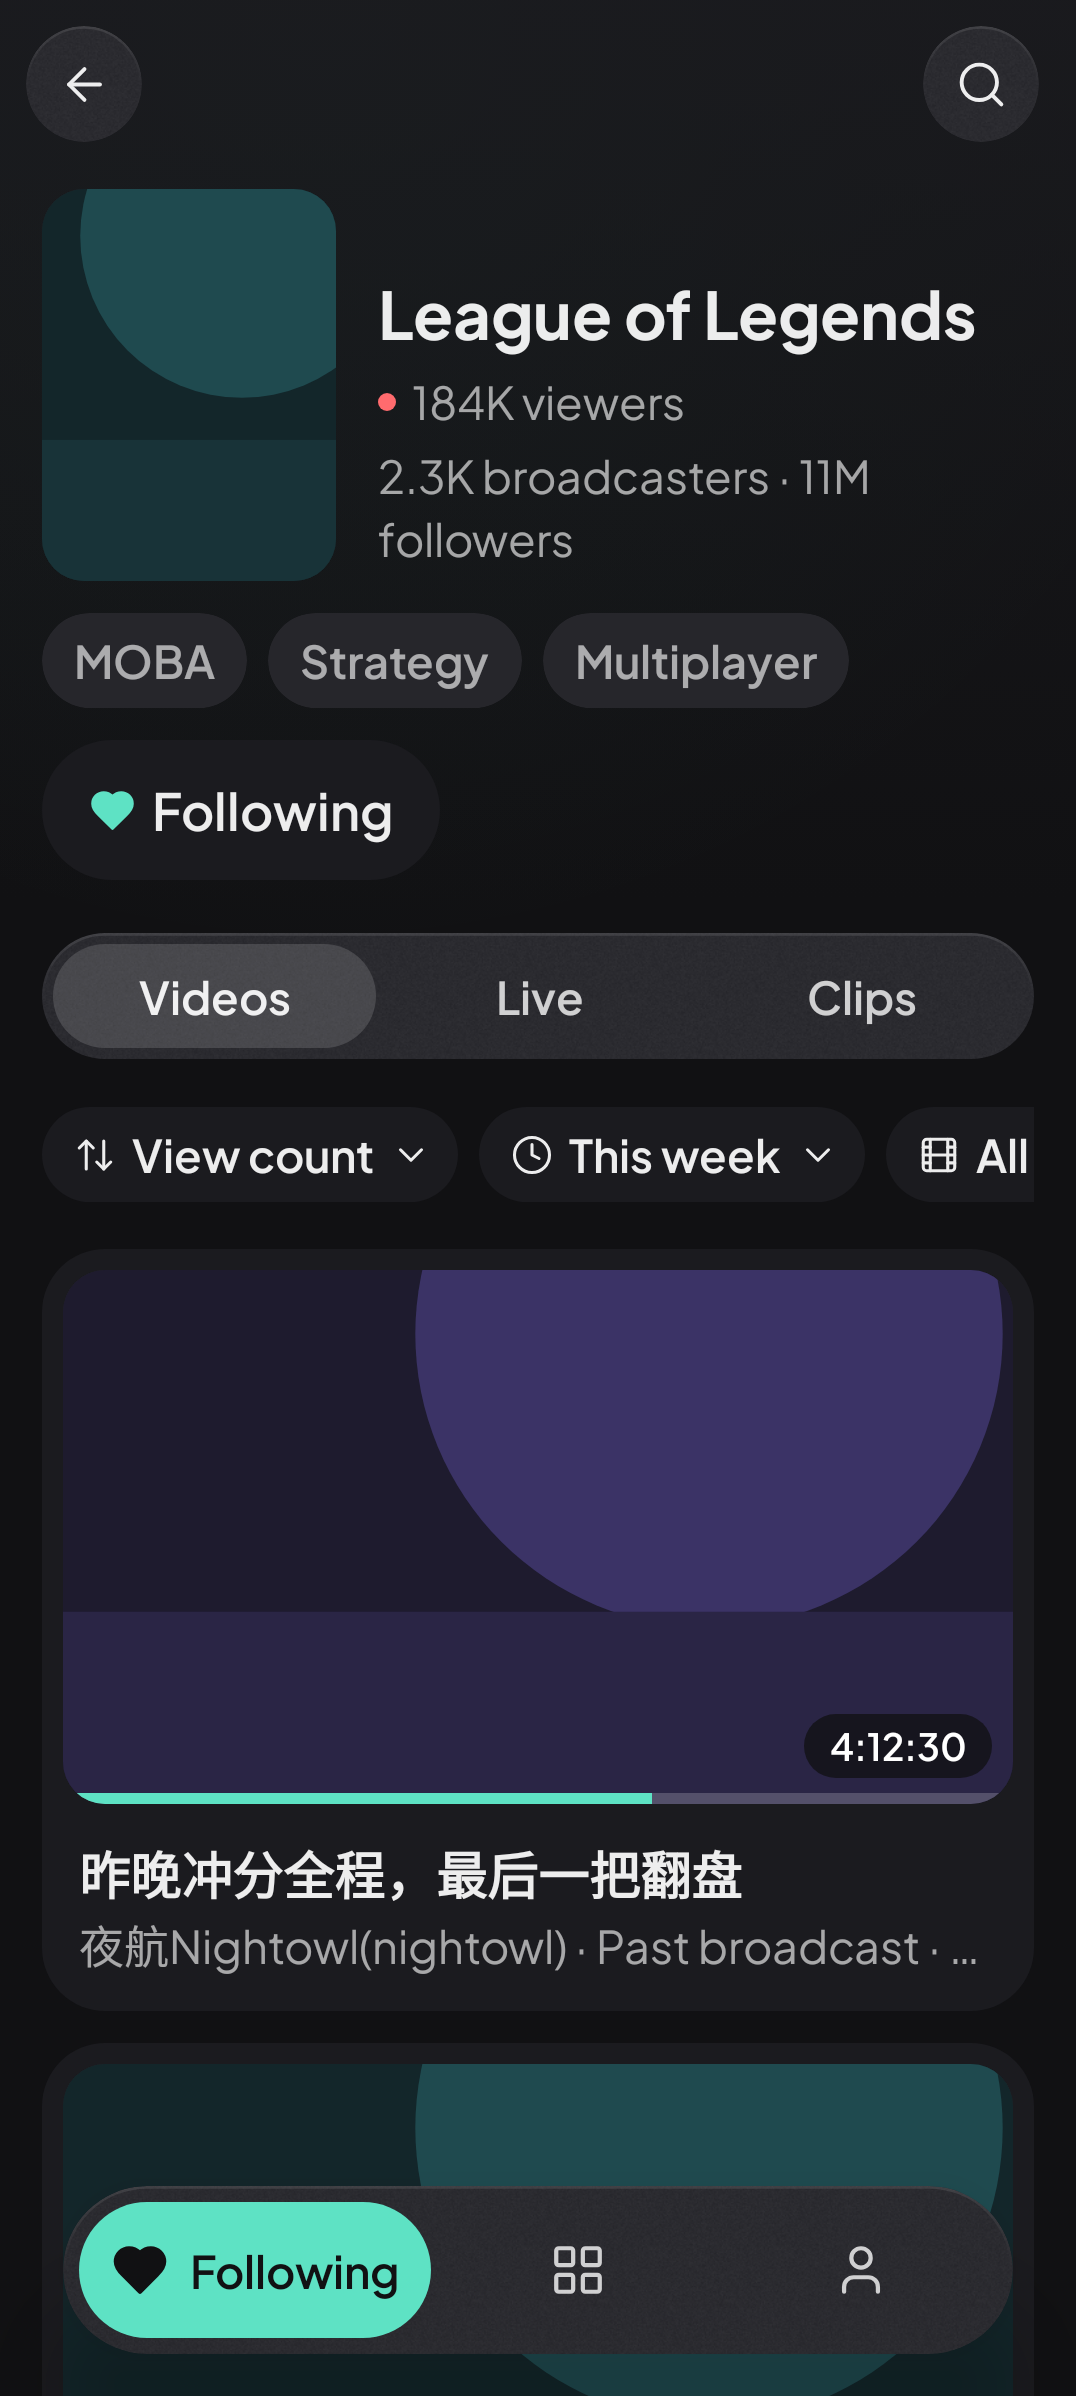 League of Legends
184K viewers
2.3K broadcasters · 11M
followers
MOBA Strategy Multiplayer
Following
Videos Live Clips
View count This week All
4:12:30
昨晚冲分全程，最后一把翻盘
夜航Nightowl(nightowl) · Past broadcast · ...
Following